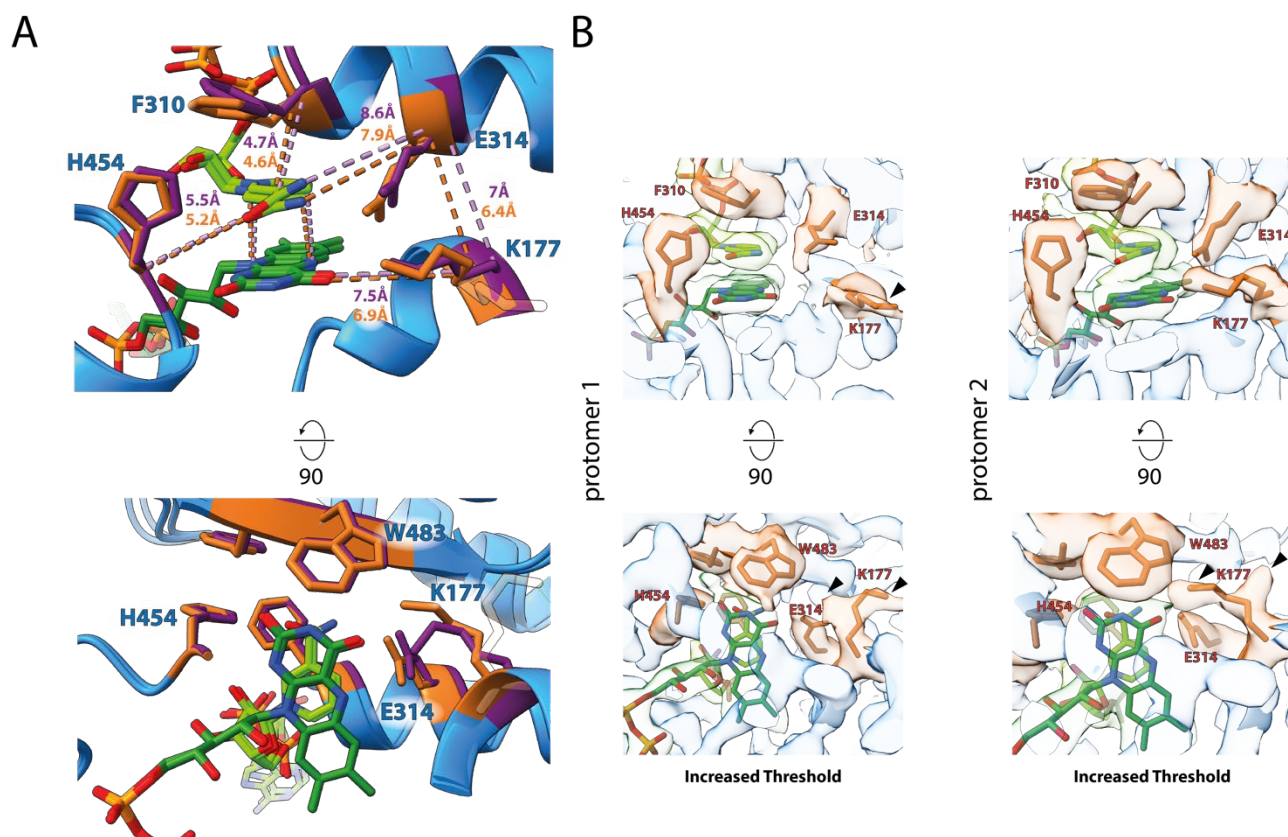 A
F310
H454
4.7Å
4.6Å
8.6Å
7.9Å
E314
5.5Å
5.2Å
7Å
6.4Å
K177
7.5Å
6.9Å
90
W483
K177
H454
E314
B
protomer 1
F310
H454
E314
K177
90
W483
K177
H454
E314
Increased Threshold
protomer 2
F310
H454
E314
K177
90
W483
K177
H454
E314
Increased Threshold